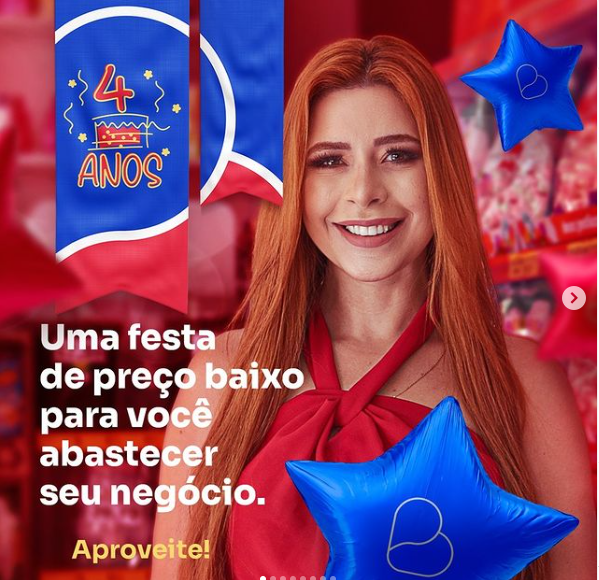 4
ANOS
Uma festa
de preço baixo
para você
abastecer
seu negócio.
Aproveite!